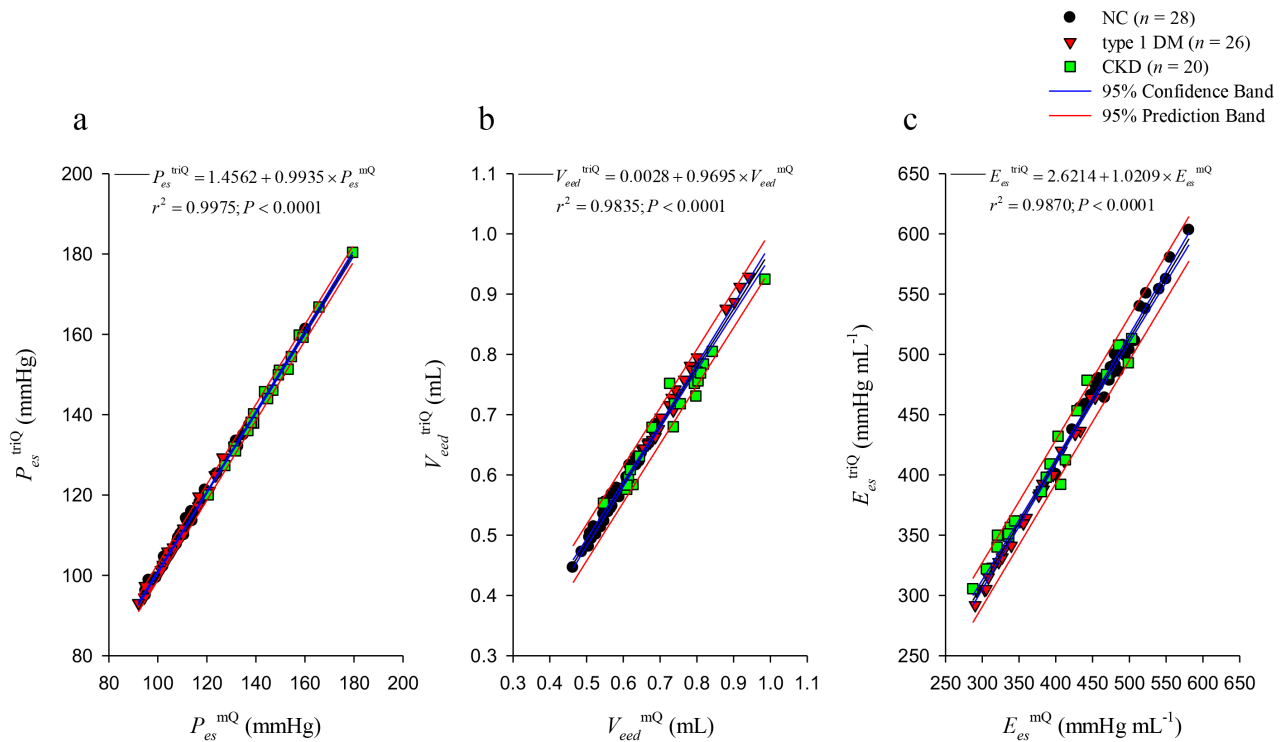 NC (n = 28)
type 1 DM (n = 26)
CKD (n = 20)
95% Confidence Band
95% Prediction Band
a
P_es^triQ = 1.4562 + 0.9935 × P_es^mQ
r² = 0.9975; P < 0.0001
200
180
160
140
120
100
80
P_es^triQ (mmHg)
80 100 120 140 160 180 200
P_es^mQ (mmHg)
b
V_eed^triQ = 0.0028 + 0.9695 × V_eed^mQ
r² = 0.9835; P < 0.0001
1.1
1.0
0.9
0.8
0.7
0.6
0.5
0.4
0.3
V_eed^triQ (mL)
0.3 0.4 0.5 0.6 0.7 0.8 0.9 1.0 1.1
V_eed^mQ (mL)
c
E_es^triQ = 2.6214 + 1.0209 × E_es^mQ
r² = 0.9870; P < 0.0001
650
600
550
500
450
400
350
300
250
E_es^triQ (mmHg mL⁻¹)
250 300 350 400 450 500 550 600 650
E_es^mQ (mmHg mL⁻¹)